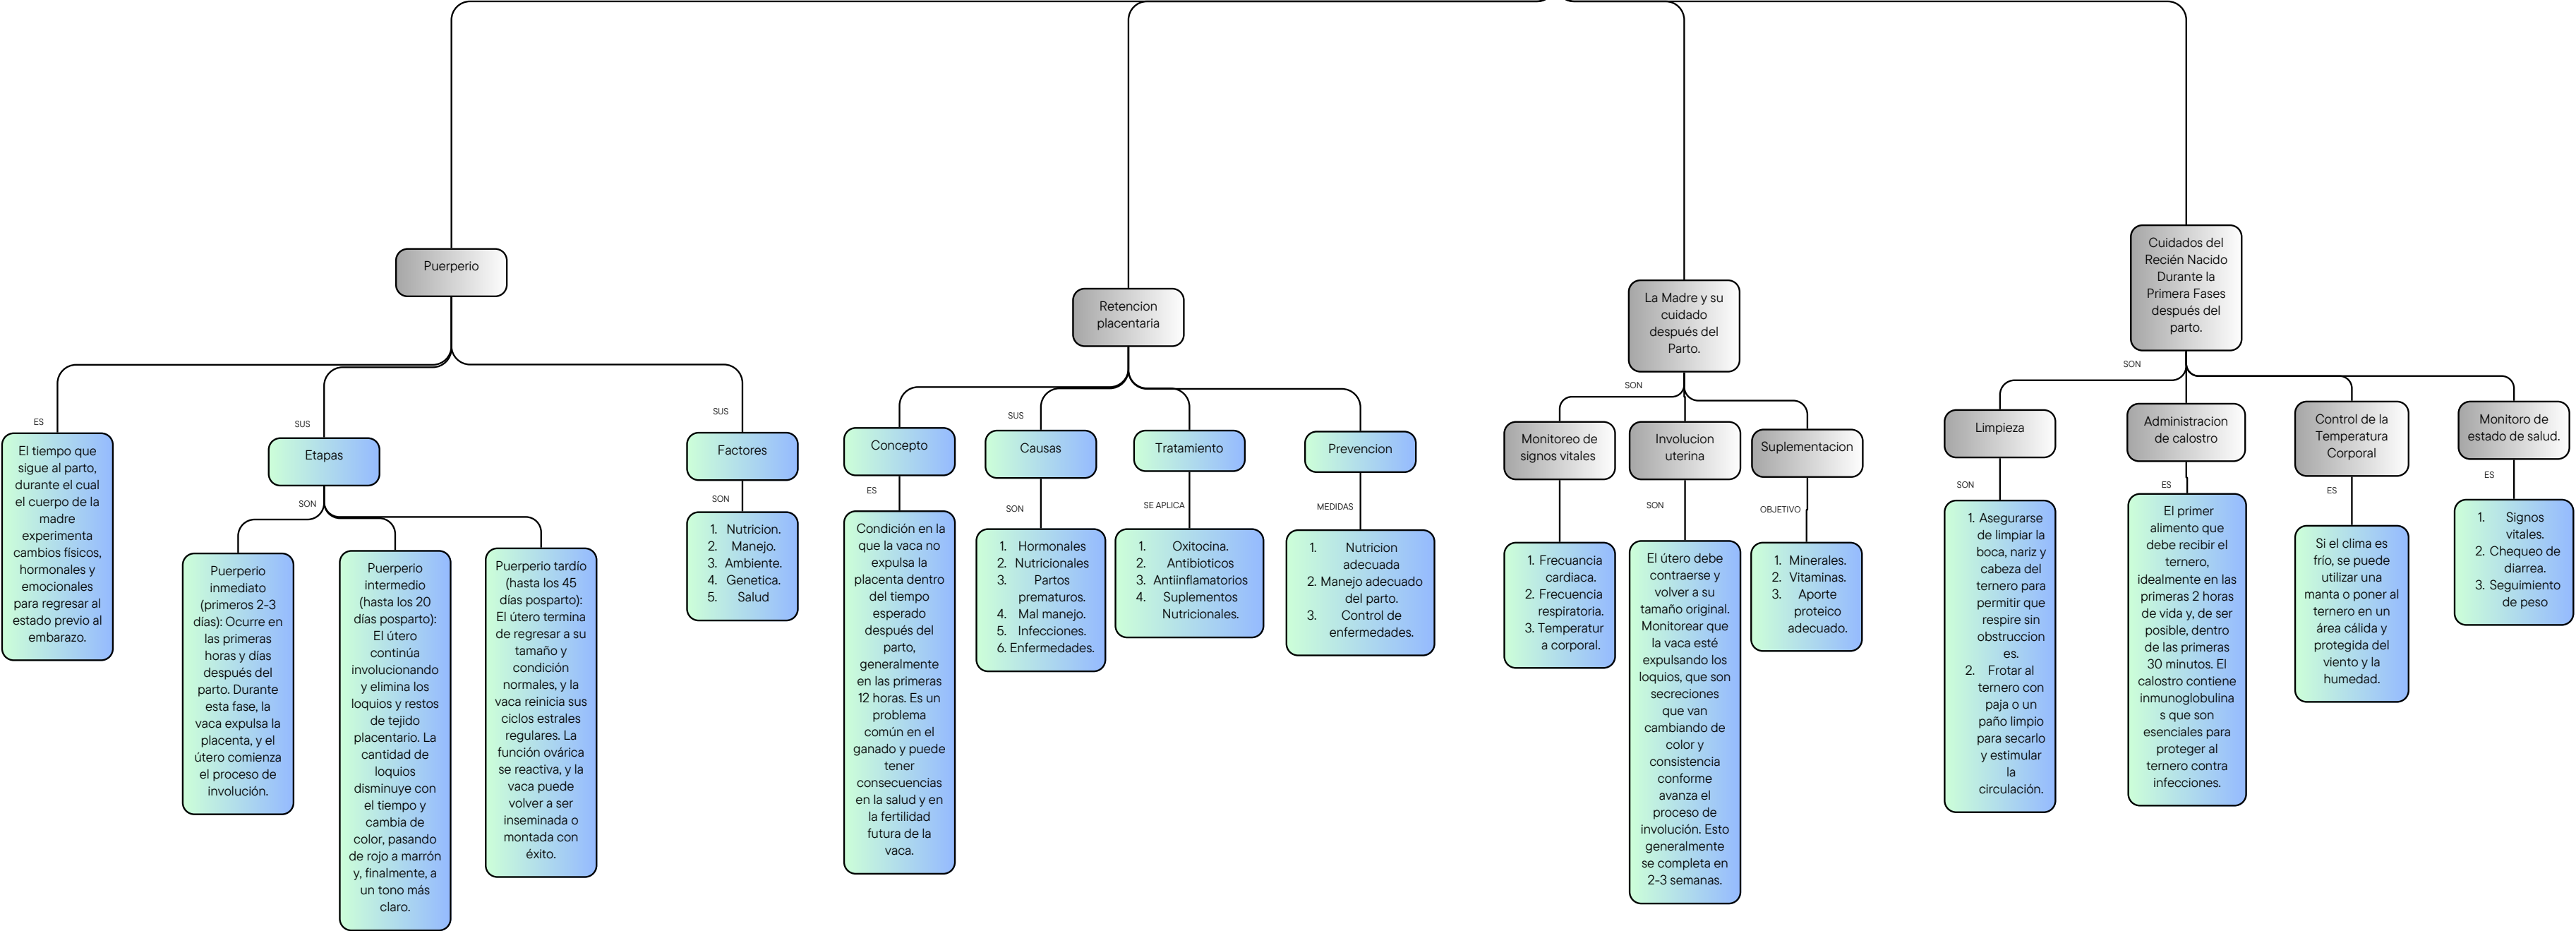 Puerperio
ES
El tiempo que
sigue al parto,
durante el cual
el cuerpo de la
madre
experimenta
cambios físicos,
hormonales y
emocionales
para regresar al
estado previo al
embarazo.
SUS
Etapas
SON
Puerperio
inmediato
(primeros 2-3
días): Ocurre en
las primeras
horas y días
después del
parto. Durante
esta fase, la
vaca expulsa la
placenta, y el
útero comienza
el proceso de
involución.
Puerperio
intermedio
(hasta los 20
días posparto):
El útero
continúa
involucionando
y elimina los
loquios y restos
de tejido
placentario. La
cantidad de
loquios
disminuye con
el tiempo y
cambia de
color, pasando
de rojo a marrón
y, finalmente, a
un tono más
claro.
Puerperio tardío
(hasta los 45
días posparto):
El útero termina
de regresar a su
tamaño y
condición
normales, y la
vaca reinicia sus
ciclos estrales
regulares. La
función ovárica
se reactiva, y la
vaca puede
volver a ser
inseminada o
montada con
éxito.
SUS
Factores
SON
1. Nutricion.
2. Manejo.
3. Ambiente.
4. Genetica.
5. Salud
Retencion
placentaria
Concepto
ES
Condición en la
que la vaca no
expulsa la
placenta dentro
del tiempo
esperado
después del
parto,
generalmente
en las primeras
12 horas. Es un
problema
común en el
ganado y puede
tener
consecuencias
en la salud y en
la fertilidad
futura de la
vaca.
SUS
Causas
SON
1. Hormonales
2. Nutricionales
3. Partos
prematuros.
4. Mal manejo.
5. Infecciones.
6. Enfermedades.
Tratamiento
SE APLICA
1. Oxitocina.
2. Antibioticos
3. Antiinflamatorios
4. Suplementos
Nutricionales.
Prevencion
MEDIDAS
1. Nutricion
adecuada
2. Manejo adecuado
del parto.
3. Control de
enfermedades.
La Madre y su
cuidado
después del
Parto.
SON
Monitoreo de
signos vitales
1. Frecuancia
cardiaca.
2. Frecuencia
respiratoria.
3. Temperatur
a corporal.
Involucion
uterina
SON
El útero debe
contraerse y
volver a su
tamaño original.
Monitorear que
la vaca esté
expulsando los
loquios, que son
secreciones
que van
cambiando de
color y
consistencia
conforme
avanza el
proceso de
involución. Esto
generalmente
se completa en
2-3 semanas.
Suplementacion
OBJETIVO
1. Minerales.
2. Vitaminas.
3. Aporte
proteico
adecuado.
Cuidados del
Recién Nacido
Durante la
Primera Fases
después del
parto.
SON
Limpieza
SON
1. Asegurarse
de limpiar la
boca, nariz y
cabeza del
ternero para
permitir que
respire sin
obstruccion
es.
2. Frotar al
ternero con
paja o un
paño limpio
para secarlo
y estimular
la
circulación.
Administracion
de calostro
ES
El primer
alimento que
debe recibir el
ternero,
idealmente en las
primeras 2 horas
de vida y, de ser
posible, dentro
de las primeras
30 minutos. El
calostro contiene
inmunoglobulina
s que son
esenciales para
proteger al
ternero contra
infecciones.
Control de la
Temperatura
Corporal
ES
Si el clima es
frío, se puede
utilizar una
manta o poner al
ternero en un
área cálida y
protegida del
viento y la
humedad.
Monitoro de
estado de salud.
ES
1. Signos
vitales.
2. Chequeo de
diarrea.
3. Seguimiento
de peso